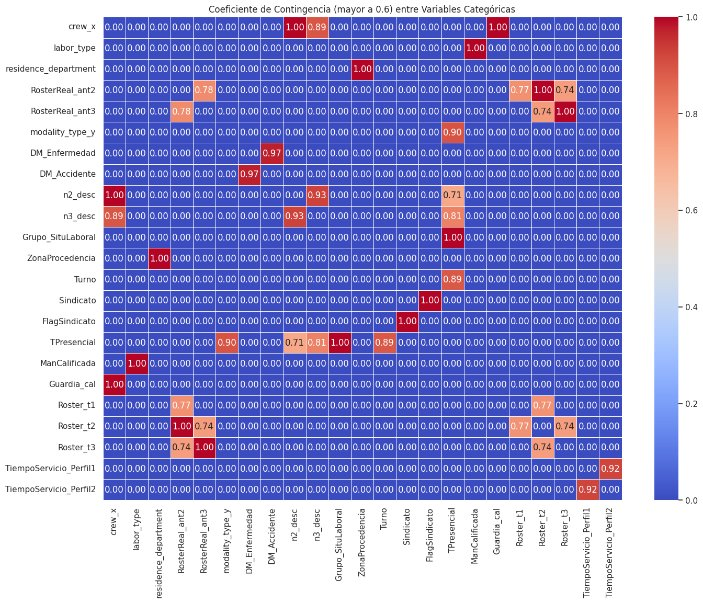 Coeficiente de Contingencia (mayor a 0.6) entre Variables Categóricas
crew_x 0.00 0.00 0.00 0.00 0.00 0.00 0.00 0.00 1.00 0.89 0.00 0.00 0.00 0.00 0.00 0.00 0.00 1.00 0.00 0.00 0.00 0.00 0.00
labor_type 0.00 0.00 0.00 0.00 0.00 0.00 0.00 0.00 0.00 0.00 0.00 0.00 0.00 0.00 0.00 0.00 1.00 0.00 0.00 0.00 0.00 0.00 0.00
residence_department 0.00 0.00 0.00 0.00 0.00 0.00 0.00 0.00 0.00 0.00 0.00 1.00 0.00 0.00 0.00 0.00 0.00 0.00 0.00 0.00 0.00 0.00 0.00
RosterReal_ant2 0.00 0.00 0.00 0.00 0.78 0.00 0.00 0.00 0.00 0.00 0.00 0.00 0.00 0.00 0.00 0.00 0.00 0.00 0.77 1.00 0.74 0.00 0.00
RosterReal_ant3 0.00 0.00 0.00 0.78 0.00 0.00 0.00 0.00 0.00 0.00 0.00 0.00 0.00 0.00 0.00 0.00 0.00 0.00 0.00 0.74 1.00 0.00 0.00
modality_type_y 0.00 0.00 0.00 0.00 0.00 0.00 0.00 0.00 0.00 0.00 0.00 0.00 0.00 0.00 0.00 0.90 0.00 0.00 0.00 0.00 0.00 0.00 0.00
DM_Enfermedad 0.00 0.00 0.00 0.00 0.00 0.00 0.00 0.97 0.00 0.00 0.00 0.00 0.00 0.00 0.00 0.00 0.00 0.00 0.00 0.00 0.00 0.00 0.00
DM_Accidente 0.00 0.00 0.00 0.00 0.00 0.00 0.97 0.00 0.00 0.00 0.00 0.00 0.00 0.00 0.00 0.00 0.00 0.00 0.00 0.00 0.00 0.00 0.00
n2_desc 1.00 0.00 0.00 0.00 0.00 0.00 0.00 0.00 0.00 0.93 0.00 0.00 0.00 0.00 0.00 0.71 0.00 0.00 0.00 0.00 0.00 0.00 0.00
n3_desc 0.89 0.00 0.00 0.00 0.00 0.00 0.00 0.00 0.93 0.00 0.00 0.00 0.00 0.00 0.00 0.81 0.00 0.00 0.00 0.00 0.00 0.00 0.00
Grupo_SituLaboral 0.00 0.00 0.00 0.00 0.00 0.00 0.00 0.00 0.00 0.00 0.00 0.00 0.00 0.00 0.00 1.00 0.00 0.00 0.00 0.00 0.00 0.00 0.00
ZonaProcedencia 0.00 0.00 1.00 0.00 0.00 0.00 0.00 0.00 0.00 0.00 0.00 0.00 0.00 0.00 0.00 0.00 0.00 0.00 0.00 0.00 0.00 0.00 0.00
Turno 0.00 0.00 0.00 0.00 0.00 0.00 0.00 0.00 0.00 0.00 0.00 0.00 0.00 0.00 0.00 0.89 0.00 0.00 0.00 0.00 0.00 0.00 0.00
Sindicato 0.00 0.00 0.00 0.00 0.00 0.00 0.00 0.00 0.00 0.00 0.00 0.00 0.00 0.00 1.00 0.00 0.00 0.00 0.00 0.00 0.00 0.00 0.00
FlagSindicato 0.00 0.00 0.00 0.00 0.00 0.00 0.00 0.00 0.00 0.00 0.00 0.00 0.00 1.00 0.00 0.00 0.00 0.00 0.00 0.00 0.00 0.00 0.00
TPresencial 0.00 0.00 0.00 0.00 0.00 0.90 0.00 0.00 0.71 0.81 1.00 0.00 0.89 0.00 0.00 0.00 0.00 0.00 0.00 0.00 0.00 0.00 0.00
ManCalificada 0.00 1.00 0.00 0.00 0.00 0.00 0.00 0.00 0.00 0.00 0.00 0.00 0.00 0.00 0.00 0.00 0.00 0.00 0.00 0.00 0.00 0.00 0.00
Guardia_cal 1.00 0.00 0.00 0.00 0.00 0.00 0.00 0.00 0.00 0.00 0.00 0.00 0.00 0.00 0.00 0.00 0.00 0.00 0.00 0.00 0.00 0.00 0.00
Roster_t1 0.00 0.00 0.00 0.77 0.00 0.00 0.00 0.00 0.00 0.00 0.00 0.00 0.00 0.00 0.00 0.00 0.00 0.00 0.00 0.77 0.00 0.00 0.00
Roster_t2 0.00 0.00 0.00 1.00 0.74 0.00 0.00 0.00 0.00 0.00 0.00 0.00 0.00 0.00 0.00 0.00 0.00 0.00 0.77 0.00 0.74 0.00 0.00
Roster_t3 0.00 0.00 0.00 0.74 1.00 0.00 0.00 0.00 0.00 0.00 0.00 0.00 0.00 0.00 0.00 0.00 0.00 0.00 0.00 0.74 0.00 0.00 0.00
TiempoServicio_Perfil1 0.00 0.00 0.00 0.00 0.00 0.00 0.00 0.00 0.00 0.00 0.00 0.00 0.00 0.00 0.00 0.00 0.00 0.00 0.00 0.00 0.00 0.00 0.92
TiempoServicio_Perfil2 0.00 0.00 0.00 0.00 0.00 0.00 0.00 0.00 0.00 0.00 0.00 0.00 0.00 0.00 0.00 0.00 0.00 0.00 0.00 0.00 0.00 0.92 0.00
crew_x
labor_type
residence_department
RosterReal_ant2
RosterReal_ant3
modality_type_y
DM_Enfermedad
DM_Accidente
n2_desc
n3_desc
Grupo_SituLaboral
ZonaProcedencia
Turno
Sindicato
FlagSindicato
TPresencial
ManCalificada
Guardia_cal
Roster_t1
Roster_t2
Roster_t3
TiempoServicio_Perfil1
TiempoServicio_Perfil2
1.0
0.8
0.6
0.4
0.2
0.0